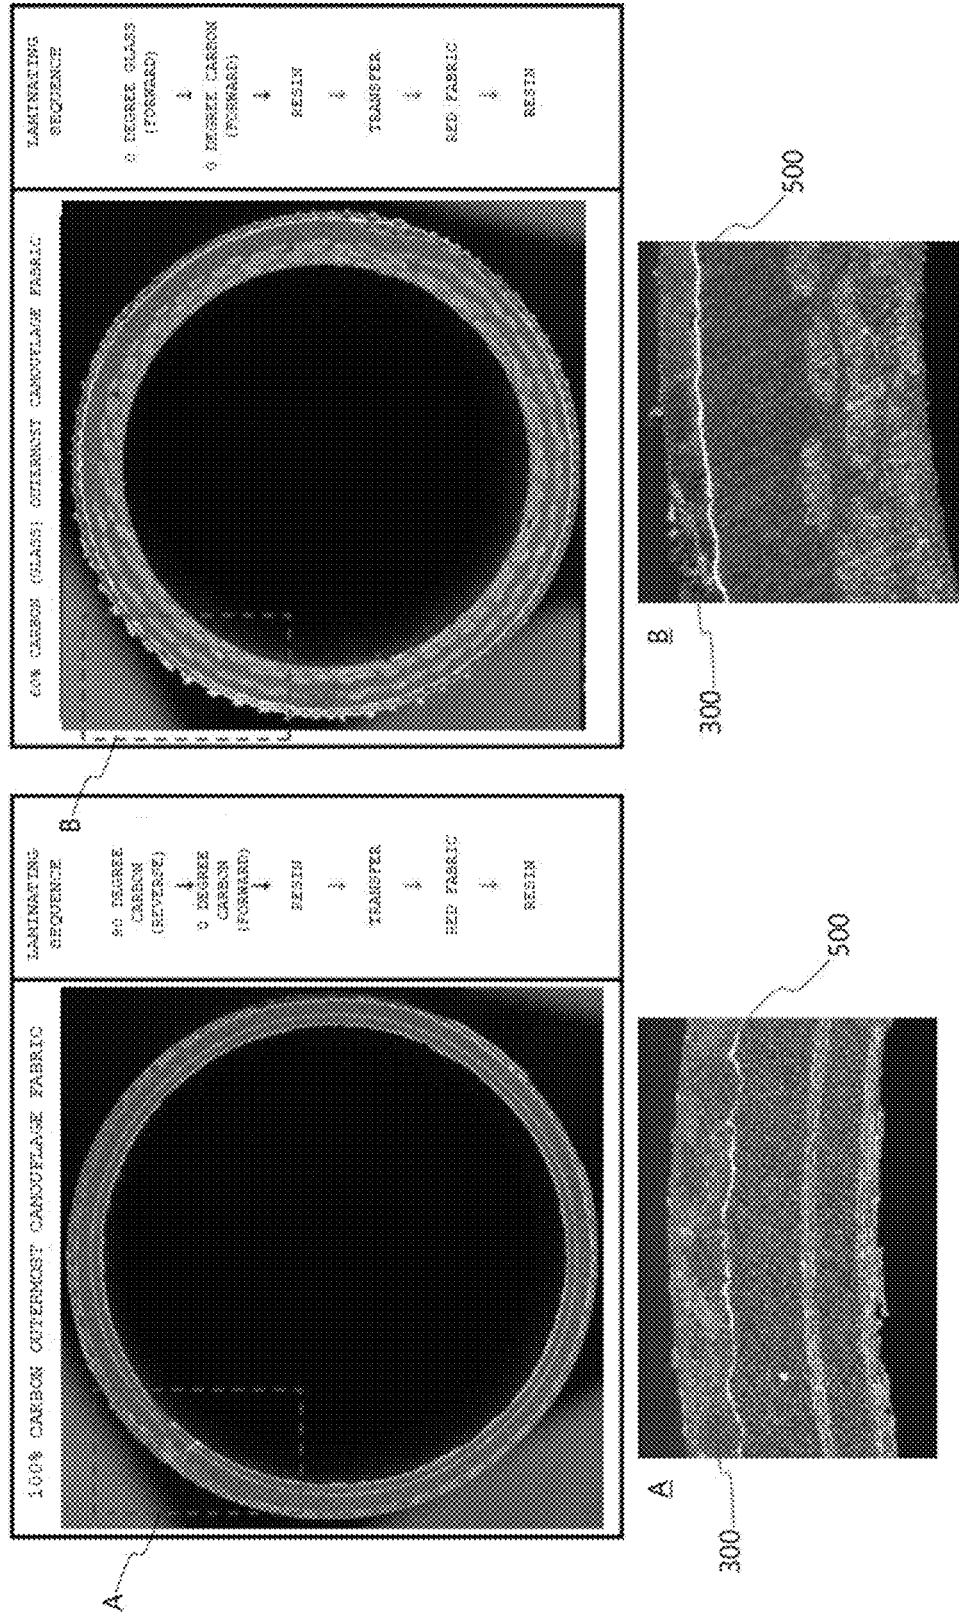 100% CARBON OUTERMOST CAMOUFLAGE FABRIC
LAMINATING
SEQUENCE
90 DEGREE
CARBON
(REVERSE)
↓
0 DEGREE
CARBON
(FORWARD)
↓
RESIN
↓
TRANSFER
↓
RED FABRIC
↓
RESIN
A
60% CARBON (GLASS) OUTERMOST CAMOUFLAGE FABRIC
LAMINATING
SEQUENCE
0 DEGREE GLASS
(FORWARD)
↓
0 DEGREE CARBON
(FORWARD)
↓
RESIN
↓
TRANSFER
↓
RED FABRIC
↓
RESIN
B
A
300
500
B
300
500